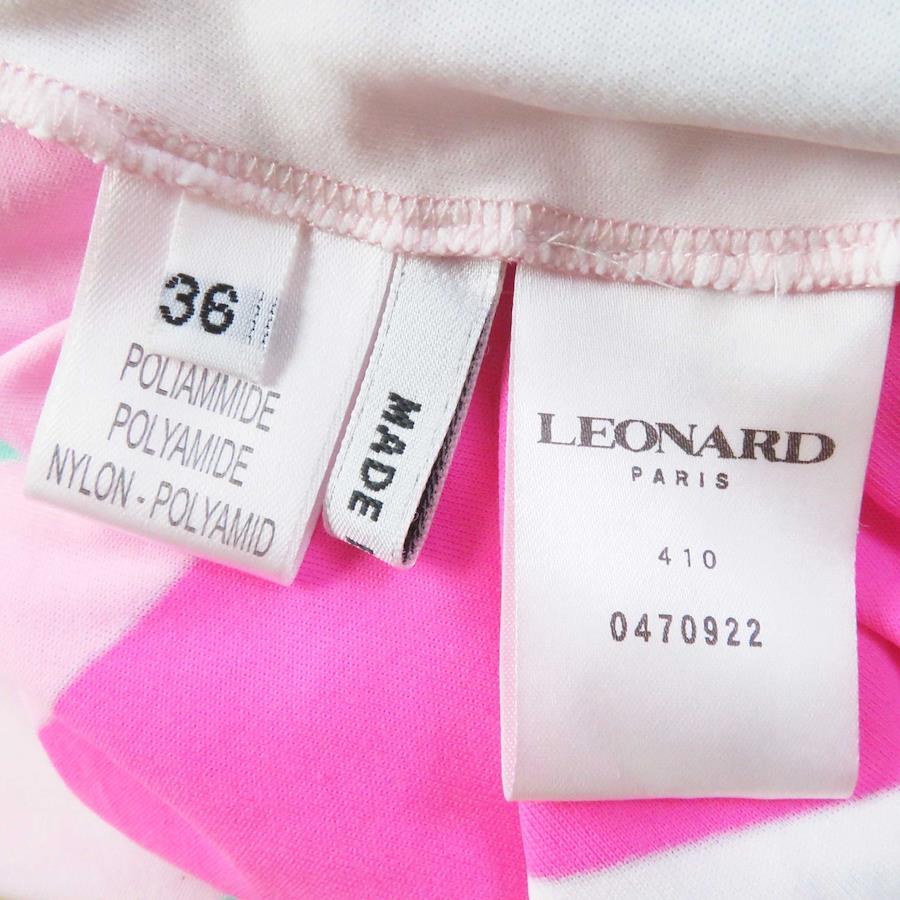 36
POLIAMMIDE
POLYAMIDE
NYLON - POLYAMID
MADE
LEONARD
PARIS
410
0470922